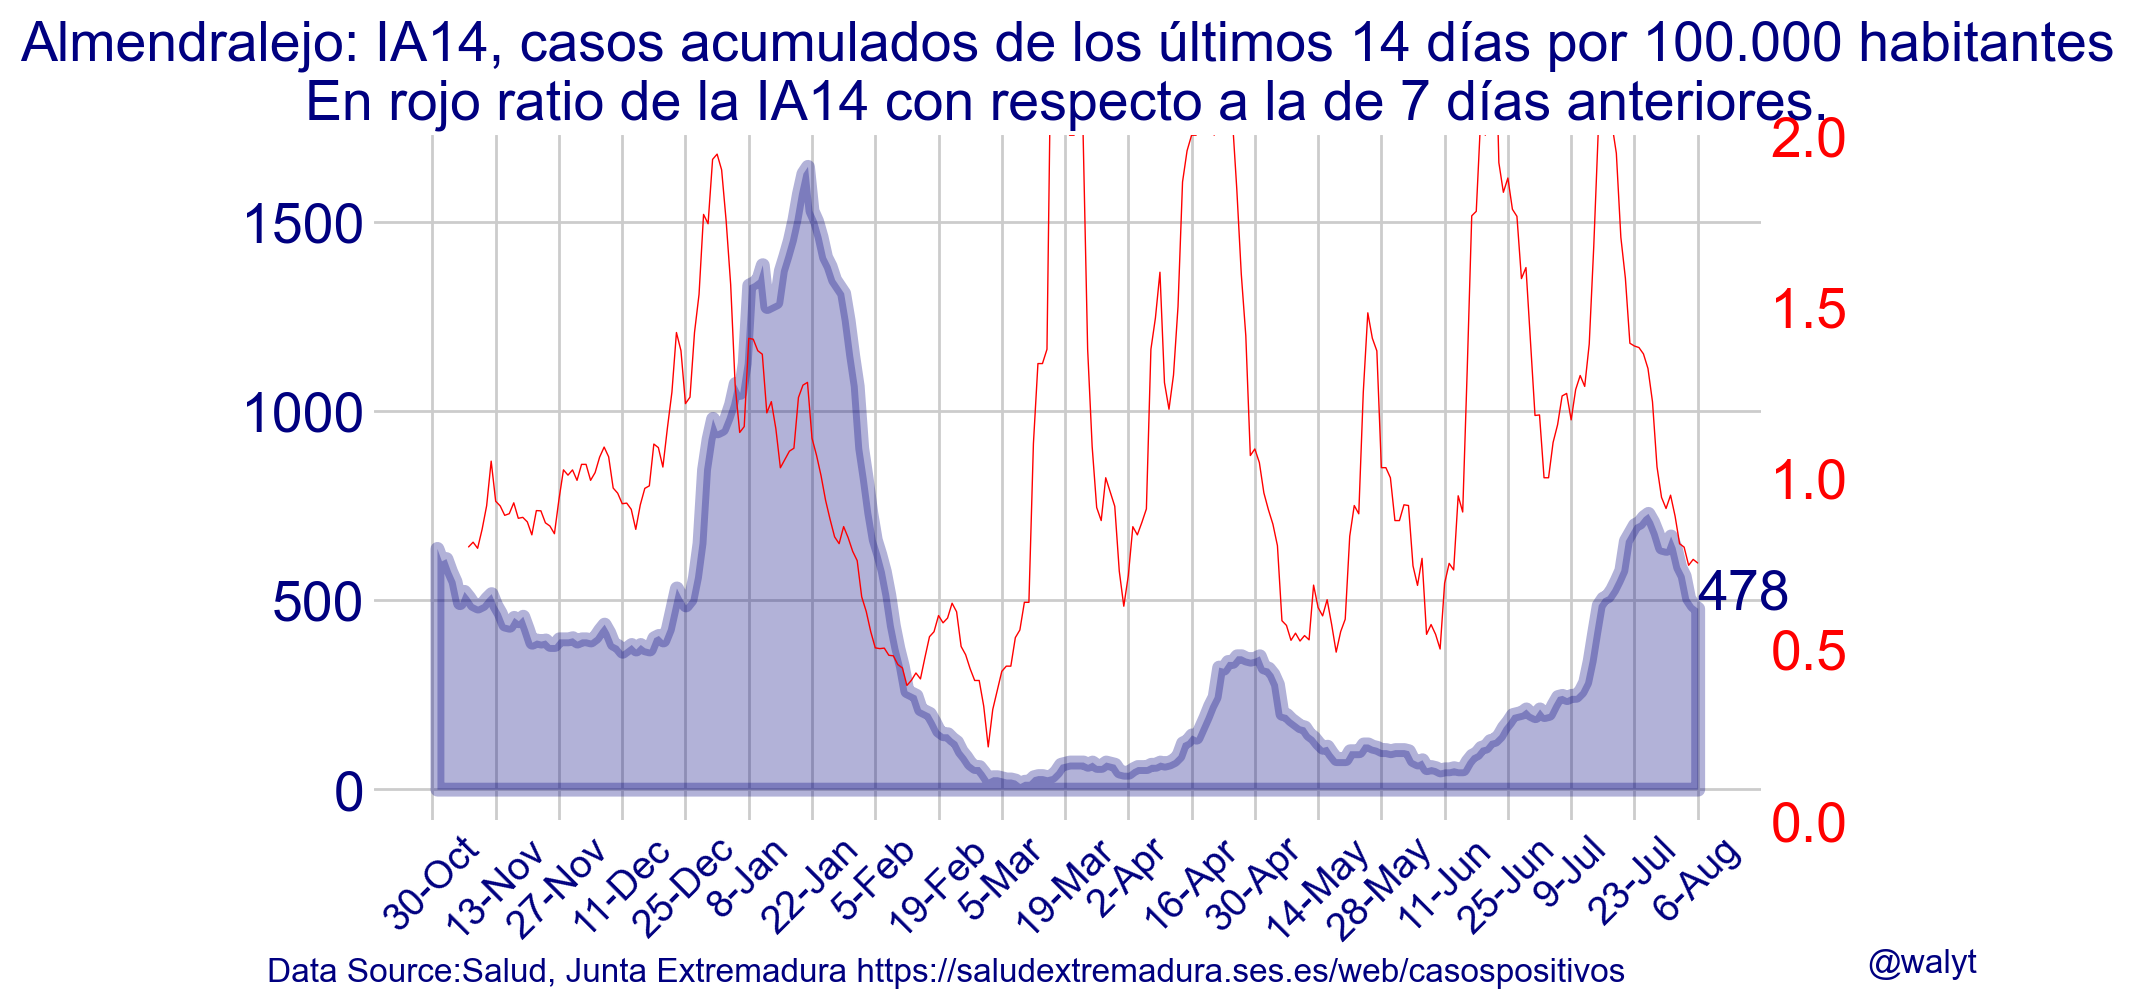 Almendralejo: IA14, casos acumulados de los últimos 14 días por 100.000 habitantes
En rojo ratio de la IA14 con respecto a la de 7 días anteriores.
1500
1000
500
0
2.0
1.5
1.0
0.5
0.0
478
30-Oct
13-Nov
27-Nov
11-Dec
25-Dec
8-Jan
22-Jan
5-Feb
19-Feb
5-Mar
19-Mar
2-Apr
16-Apr
30-Apr
14-May
28-May
11-Jun
25-Jun
9-Jul
23-Jul
6-Aug
Data Source:Salud, Junta Extremadura https://saludextremadura.ses.es/web/casospositivos
@walyt